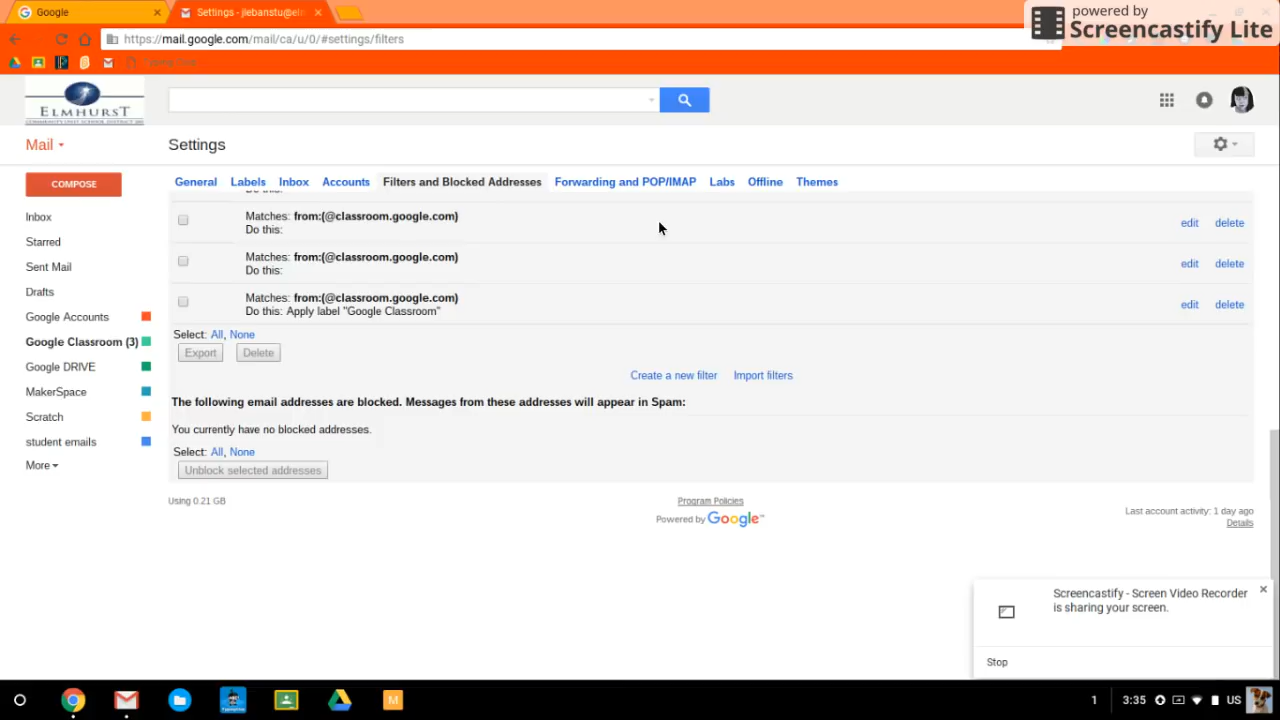 Google
Settings - jlebanstu@elm
powered by
Screencastify Lite
https://mail.google.com/mail/ca/u/0/#settings/filters
ELMHURST
Mail
Settings
COMPOSE
General Labels Inbox Accounts Filters and Blocked Addresses Forwarding and POP/IMAP Labs Offline Themes
Inbox
Starred
Sent Mail
Drafts
Google Accounts
Google Classroom (3)
Google DRIVE
MakerSpace
Scratch
student emails
More
Do this:
Matches: from:(@classroom.google.com)
Do this:
edit delete
Matches: from:(@classroom.google.com)
Do this:
edit delete
Matches: from:(@classroom.google.com)
Do this: Apply label "Google Classroom"
edit delete
Select: All, None
Export Delete
Create a new filter Import filters
The following email addresses are blocked. Messages from these addresses will appear in Spam:
You currently have no blocked addresses.
Select: All, None
Unblock selected addresses
Using 0.21 GB
Program Policies
Powered by Google™
Last account activity: 1 day ago
Details
Screencastify - Screen Video Recorder
is sharing your screen.
Stop
M
1 3:35 US